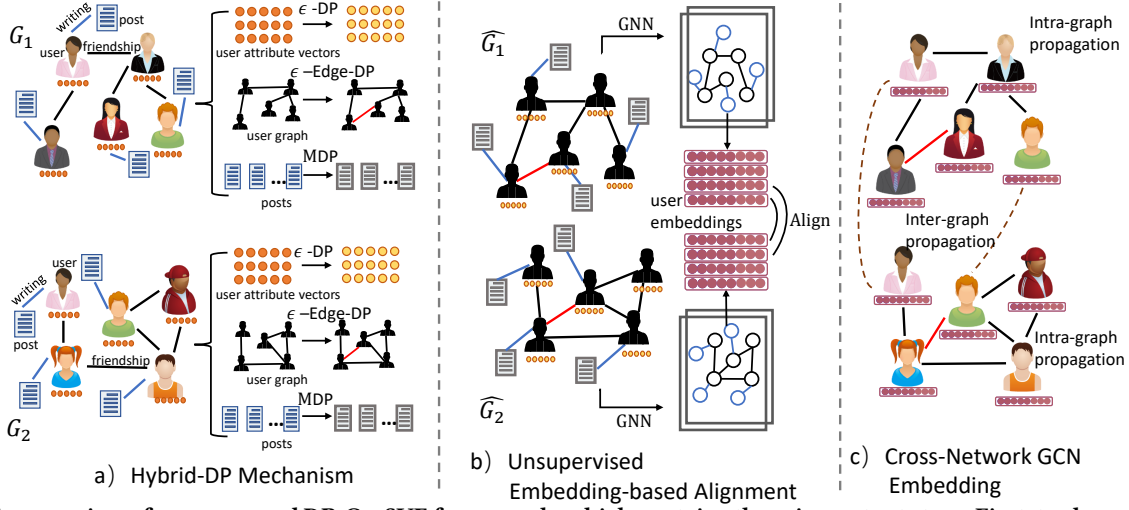 G₁
writing
post
user
friendship
ϵ -DP
user attribute vectors
ϵ –Edge-DP
user graph
MDP
...
posts
user
writing
post
friendship
G₂
ϵ -DP
user attribute vectors
ϵ –Edge-DP
user graph
MDP
...
posts
a) Hybrid-DP Mechanism
Ĝ₁
GNN
user
embeddings
Align
Ĝ₂
GNN
b) Unsupervised
Embedding-based Alignment
Intra-graph
propagation
Inter-graph
propagation
Intra-graph
propagation
c) Cross-Network GCN
Embedding